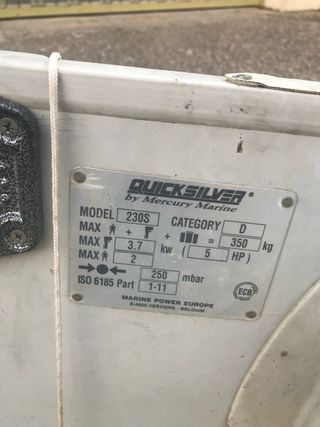 QUICKSILVER®
by Mercury Marine
MODEL 230S CATEGORY D
MAX + + = 350 kg
MAX 3.7 kw ( 5 HP )
MAX 2
250 mbar
ISO 6185 Part 1-11
ECB
MARINE POWER EUROPE
B-4800 VERVIERS - BELGIUM